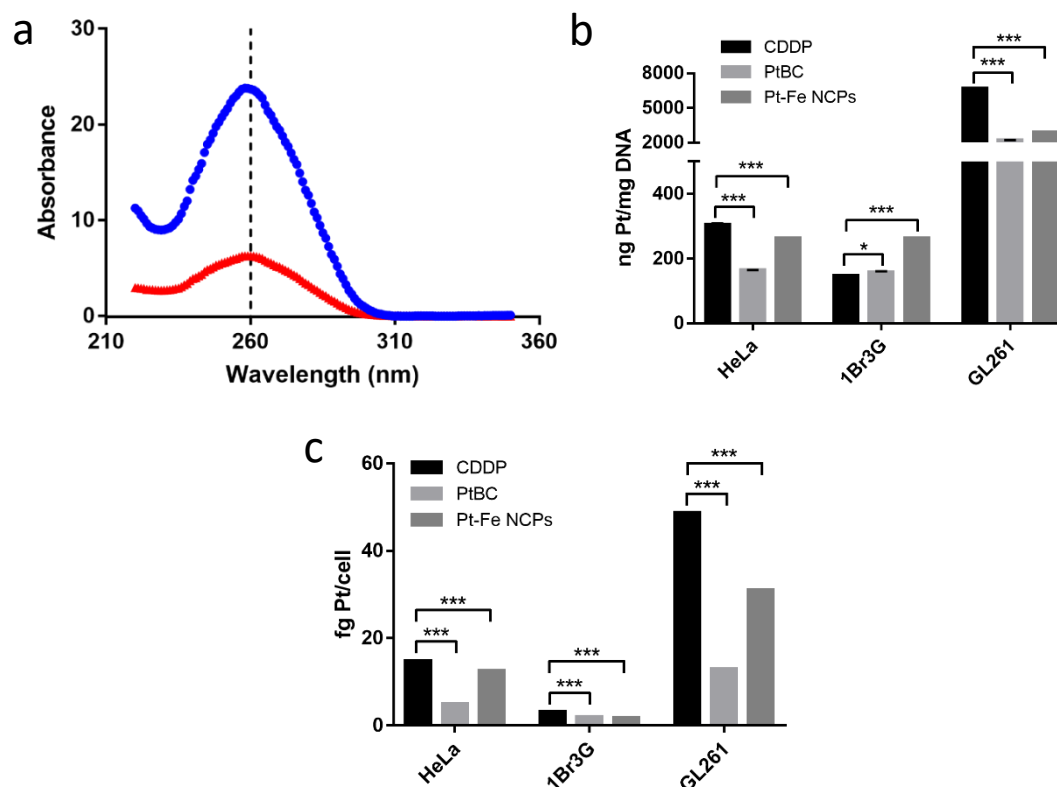 a
30
20
10
0
Absorbance
210
260
310
360
Wavelength (nm)
b
CDDP
PtBC
Pt-Fe NCPs
8000
6000
4000
2000
400
200
0
ng Pt/mg DNA
***
***
***
*
***
***
HeLa
1Br3G
GL261
c
CDDP
PtBC
Pt-Fe NCPs
60
40
20
0
fg Pt/cell
***
***
***
***
***
***
HeLa
1Br3G
GL261